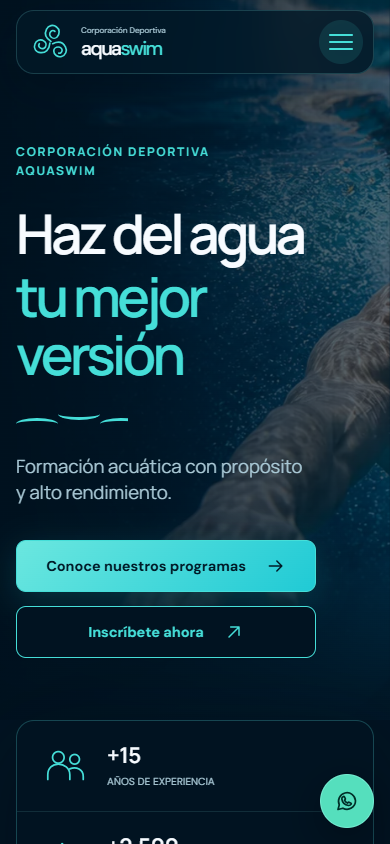 Corporación Deportiva
aquaswim
CORPORACIÓN DEPORTIVA
AQUASWIM
Haz del agua
tu mejor
versión
Formación acuática con propósito
y alto rendimiento.
Conoce nuestros programas
Inscríbete ahora
+15
AÑOS DE EXPERIENCIA